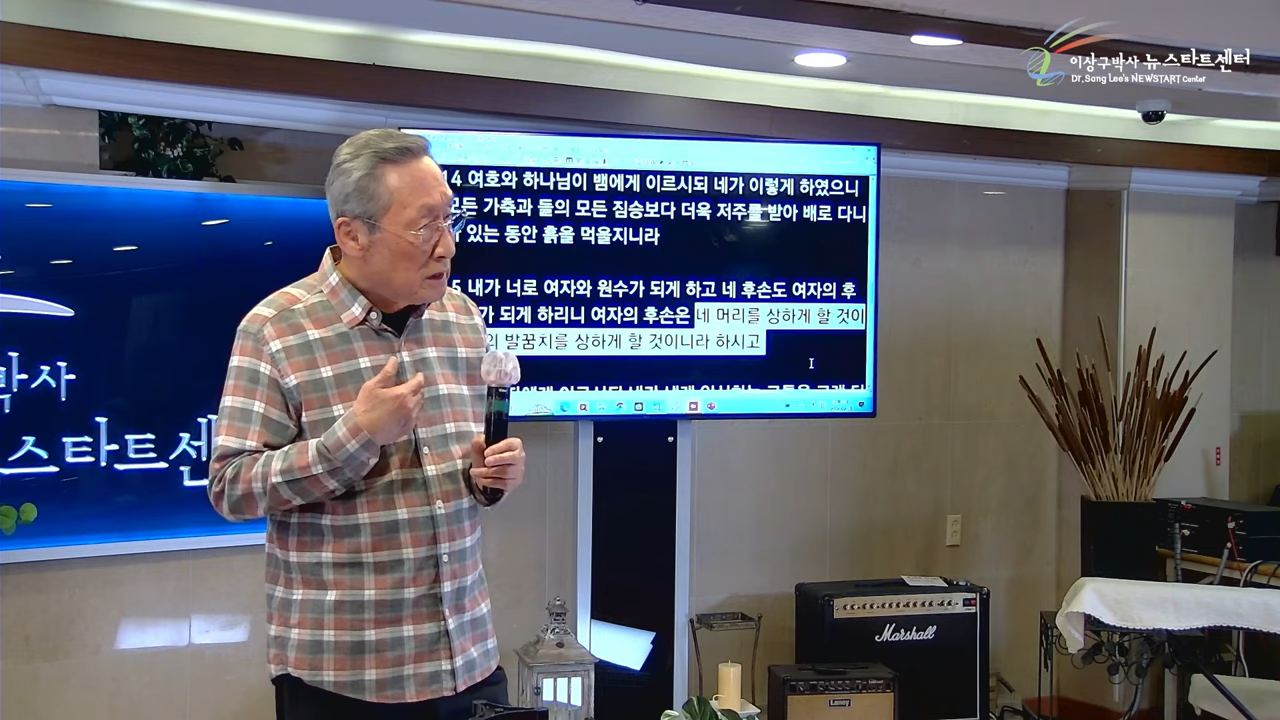 이상구박사 뉴스타트센터
Dr. Sang Lee's NEWSTART Center
14 여호와 하나님이 뱀에게 이르시되 네가 이렇게 하였으니
모든 가축과 들의 모든 짐승보다 더욱 저주를 받아 배로 다니
있는 동안 흙을 먹을지니라
5 내가 너로 여자와 원수가 되게 하고 네 후손도 여자의 후
가 되게 하리니 여자의 후손은 네 머리를 상하게 할 것이
의 발꿈치를 상하게 할 것이니라 하시고
박사
스타트센
Marshall
Laney